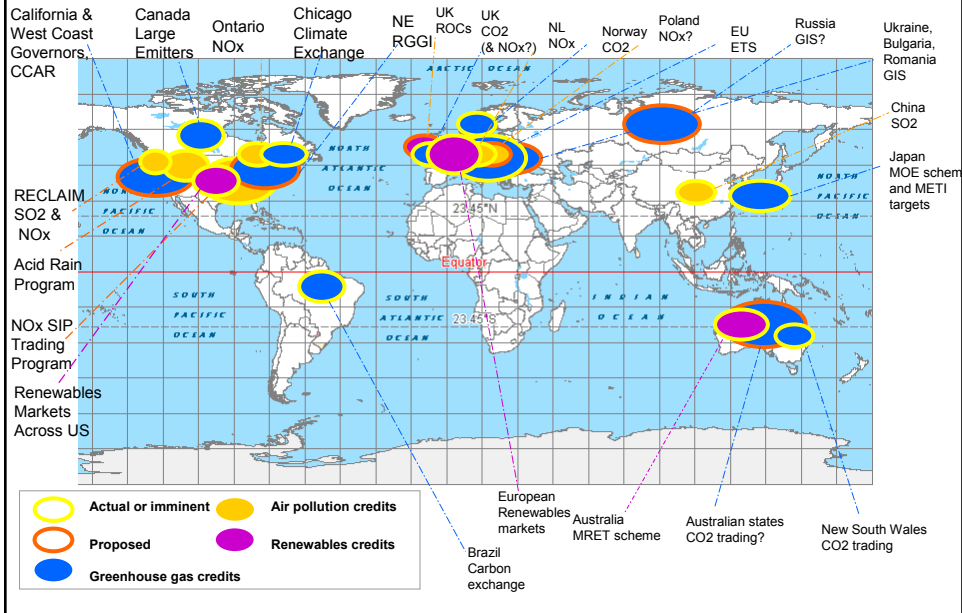 California &
West Coast
Governors,
CCAR
Canada
Large
Emitters
Ontario
NOx
Chicago
Climate
Exchange
NE
RGGI
UK
ROCs
UK
CO2
(& NOx?)
NL
NOx
Norway
CO2
Poland
NOx?
EU
ETS
Russia
GIS?
Ukraine,
Bulgaria,
Romania
GIS
China
SO2
Japan
MOE schem
and METI
targets
RECLAIM
SO2 &
NOx
Acid Rain
Program
NOx SIP
Trading
Program
Renewables
Markets
Across US
ARCTIC OCEAN
NORTH
ATLANTIC
OCEAN
NORTH
PACIFIC
OCEAN
NO
PACIFIC
OCEAN
23.45°N
Equator
23.45°S
SOUTH
PACIFIC
OCEAN
SOUTH
ATLANTIC
OCEAN
INDIAN
OCEAN
European
Renewables
markets
Australia
MRET scheme
Australian states
CO2 trading?
New South Wales
CO2 trading
Brazil
Carbon
exchange
Actual or imminent
Air pollution credits
Proposed
Renewables credits
Greenhouse gas credits